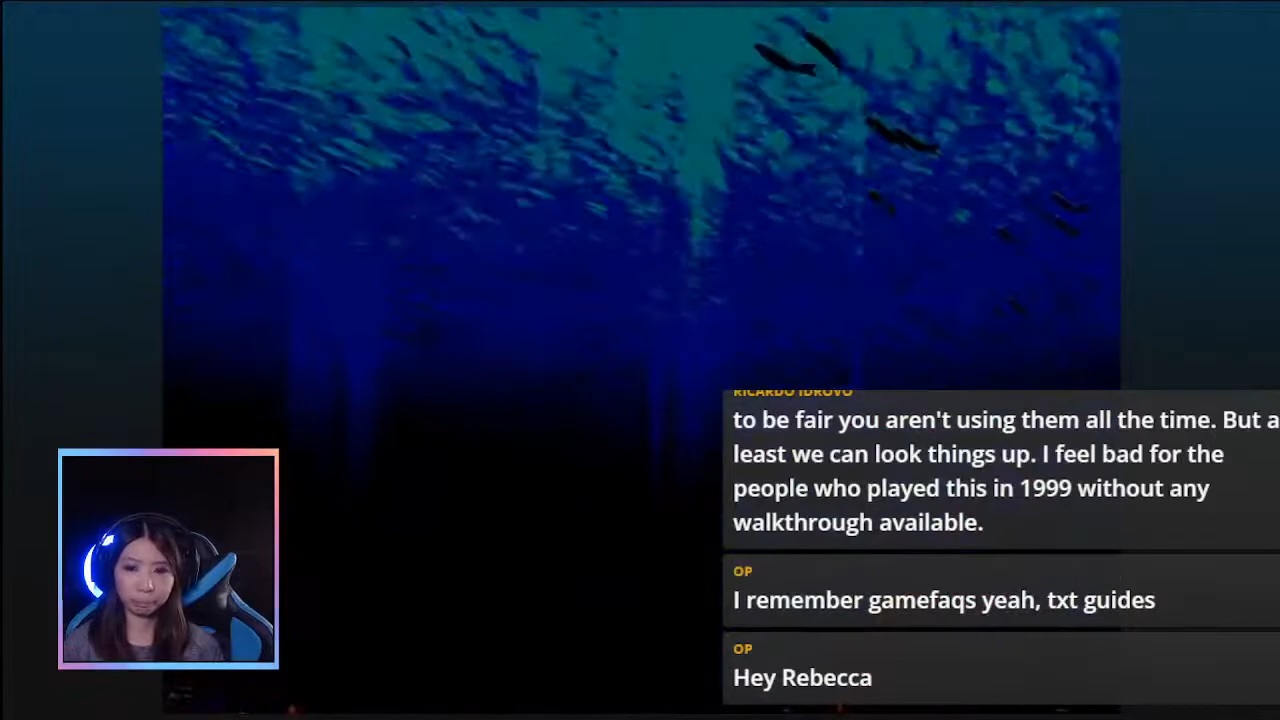 RICARDO IDROVO
to be fair you aren't using them all the time. But a
least we can look things up. I feel bad for the
people who played this in 1999 without any
walkthrough available.
OP
I remember gamefaqs yeah, txt guides
OP
Hey Rebecca